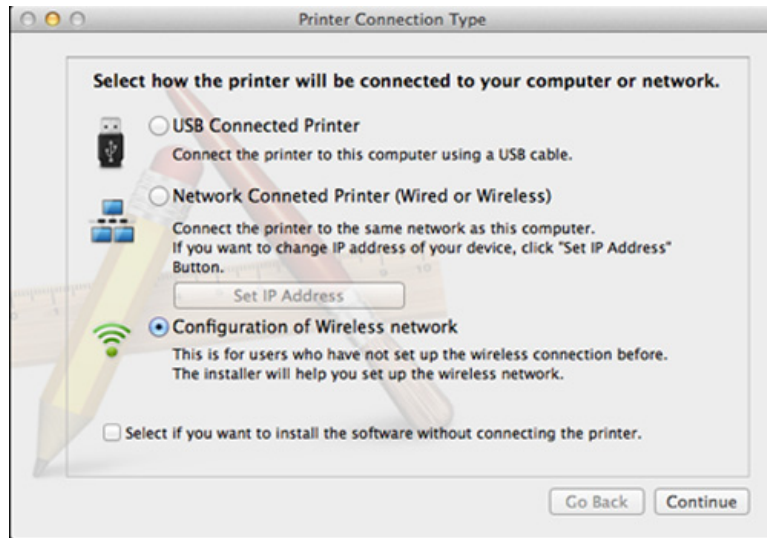 Printer Connection Type
Select how the printer will be connected to your computer or network.
USB Connected Printer
Connect the printer to this computer using a USB cable.
Network Conneted Printer (Wired or Wireless)
Connect the printer to the same network as this computer.
If you want to change IP address of your device, click "Set IP Address"
Button.
Set IP Address
Configuration of Wireless network
This is for users who have not set up the wireless connection before.
The installer will help you set up the wireless network.
Select if you want to install the software without connecting the printer.
Go Back Continue